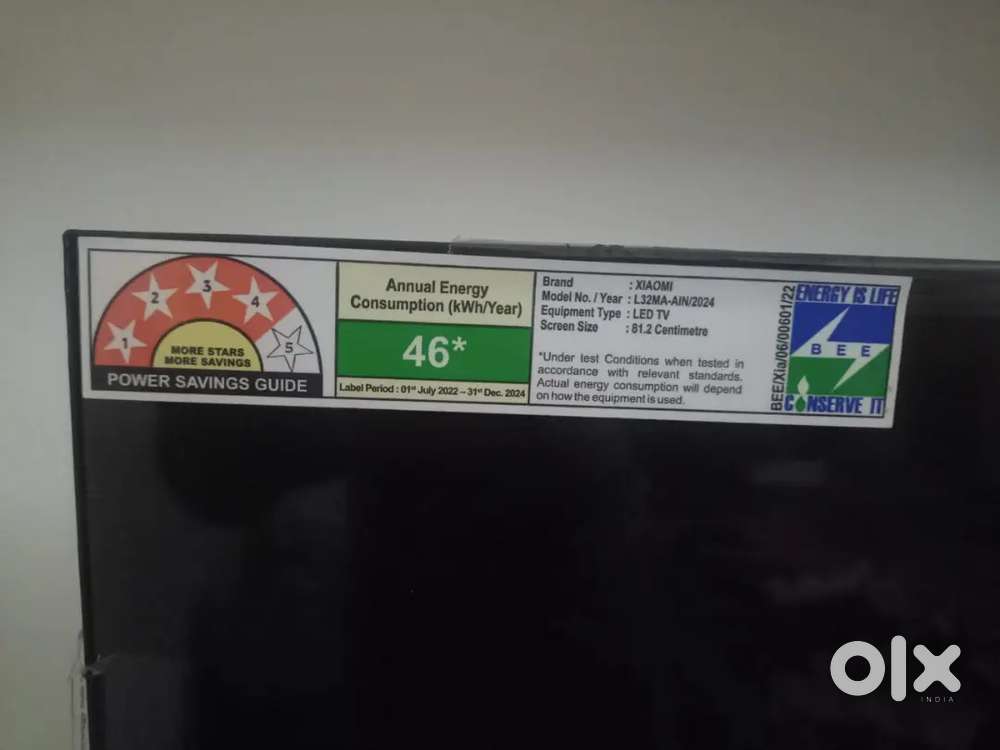 1 2 3 4 5
MORE STARS
MORE SAVINGS
POWER SAVINGS GUIDE
Annual Energy
Consumption (kWh/Year)
46*
Label Period : 01st July 2022 – 31st Dec. 2024
Brand : XIAOMI
Model No. / Year : L32MA-AIN/2024
Equipment Type : LED TV
Screen Size : 81.2 Centimetre
*Under test Conditions when tested in
accordance with relevant standards.
Actual energy consumption will depend
on how the equipment is used.
BEE/Xia/06/00601/22
ENERGY IS LIFE
BEE
CONSERVE IT
olx
INDIA